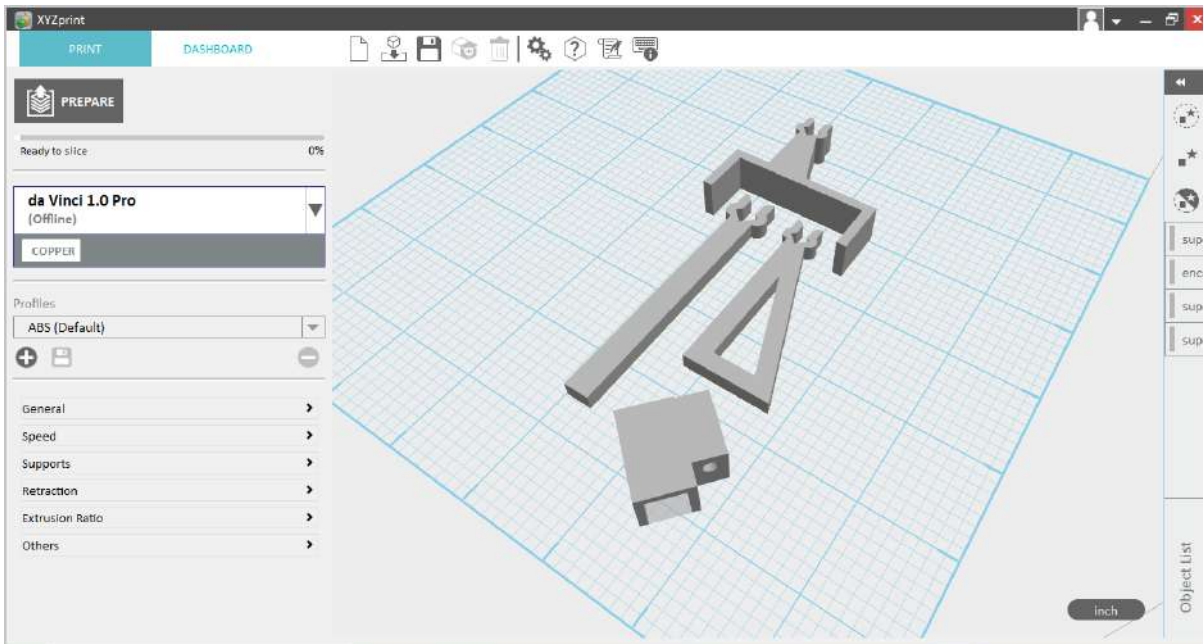 XYZprint
PRINT
DASHBOARD
PREPARE
Ready to slice 0%
da Vinci 1.0 Pro
(Offline)
COPPER
Profiles
ABS (Default)
General
Speed
Supports
Retraction
Extrusion Ratio
Others
sup
enc
sup
sup
Object List
inch